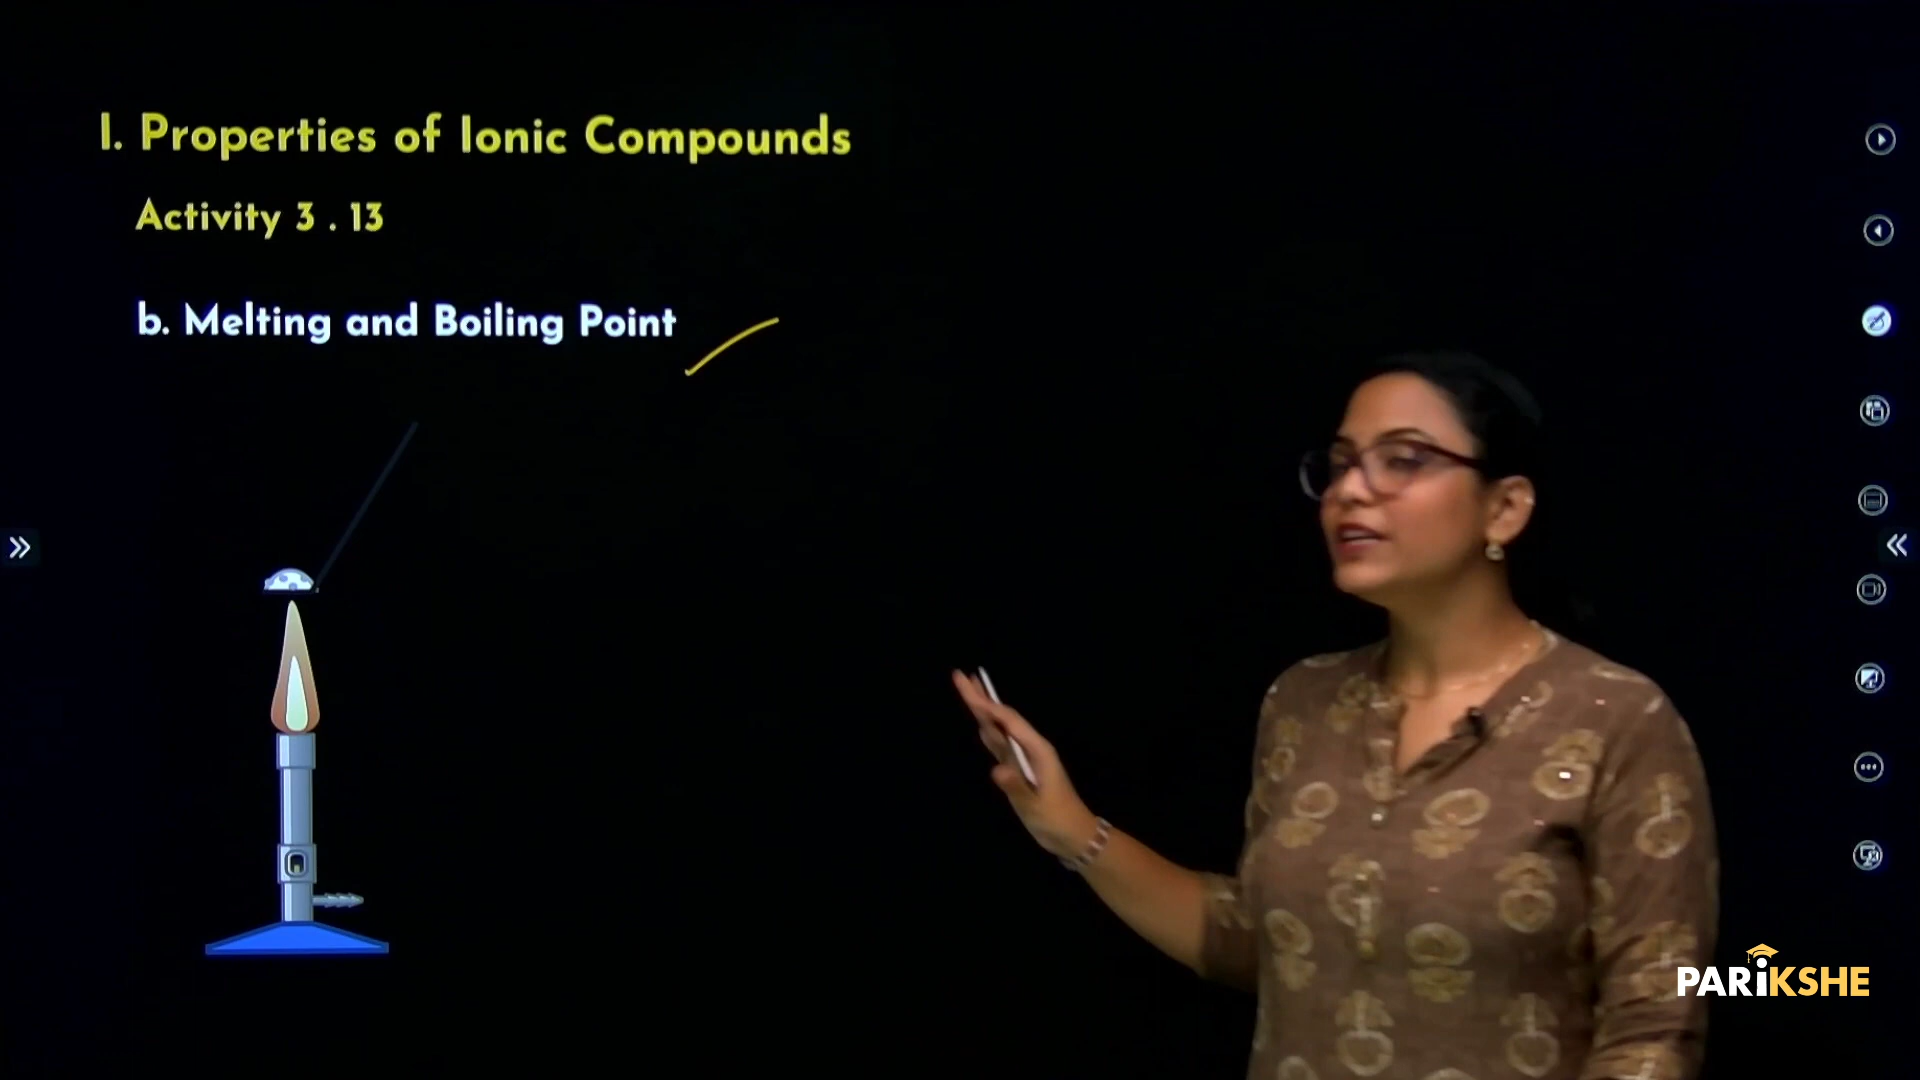 I. Properties of Ionic Compounds
Activity 3 . 13
b. Melting and Boiling Point
PARiKSHE